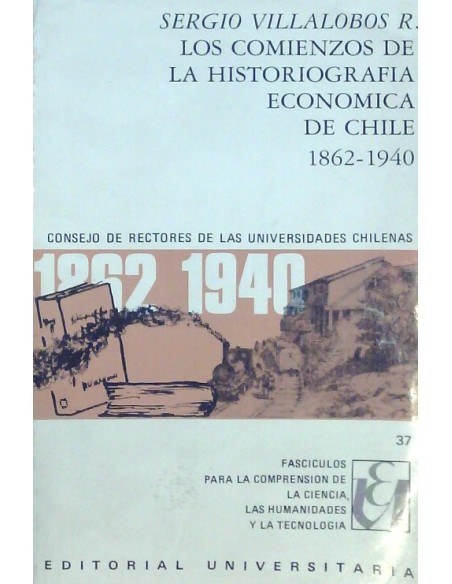 SERGIO VILLALOBOS R.
LOS COMIENZOS DE
LA HISTORIOGRAFIA
ECONOMICA
DE CHILE
1862-1940
CONSEJO DE RECTORES DE LAS UNIVERSIDADES CHILENAS
1862 1940
37
FASCICULOS
PARA LA COMPRENSION DE
LA CIENCIA,
LAS HUMANIDADES
Y LA TECNOLOGIA
EDITORIAL UNIVERSITARIA